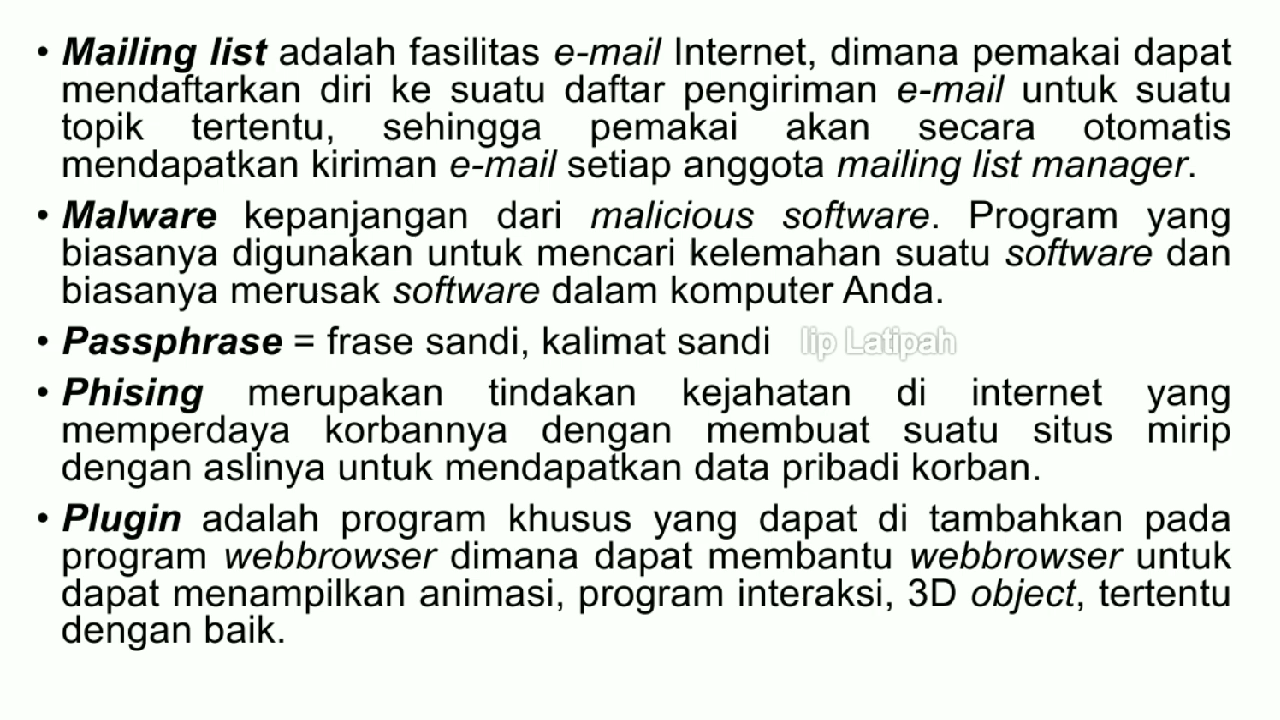 • Mailing list adalah fasilitas e-mail Internet, dimana pemakai dapat
mendaftarkan diri ke suatu daftar pengiriman e-mail untuk suatu
topik tertentu, sehingga pemakai akan secara otomatis
mendapatkan kiriman e-mail setiap anggota mailing list manager.
• Malware kepanjangan dari malicious software. Program yang
biasanya digunakan untuk mencari kelemahan suatu software dan
biasanya merusak software dalam komputer Anda.
• Passphrase = frase sandi, kalimat sandi Iip Latipah
• Phising merupakan tindakan kejahatan di internet yang
memperdaya korbannya dengan membuat suatu situs mirip
dengan aslinya untuk mendapatkan data pribadi korban.
• Plugin adalah program khusus yang dapat di tambahkan pada
program webbrowser dimana dapat membantu webbrowser untuk
dapat menampilkan animasi, program interaksi, 3D object, tertentu
dengan baik.